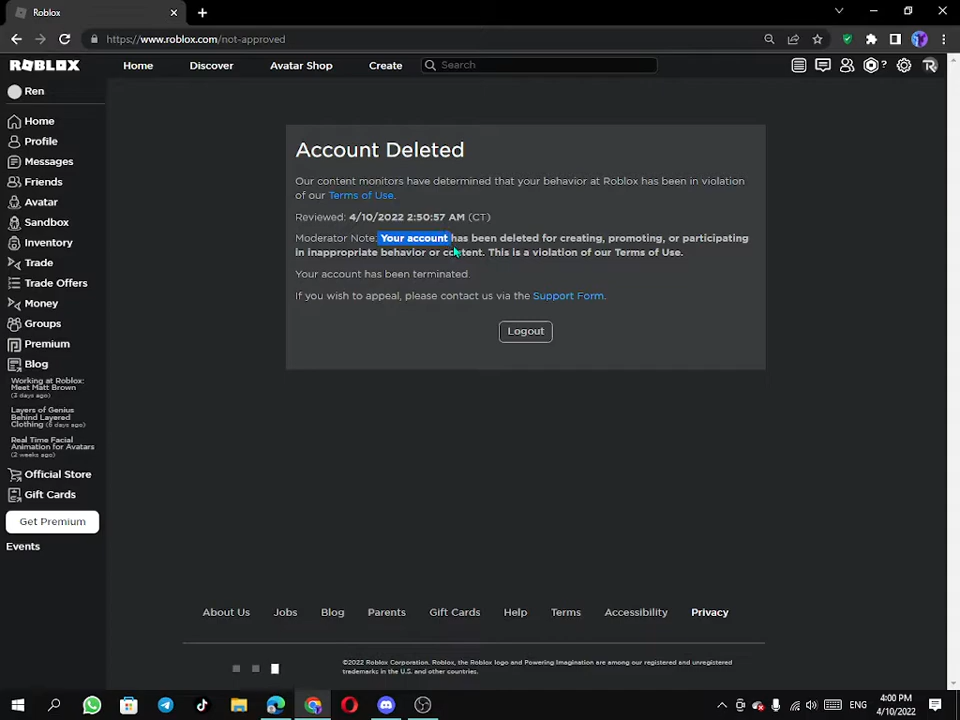 Roblox
https://www.roblox.com/not-approved
ROBLOX
Home
Discover
Avatar Shop
Create
Search
?
Ren
Home
Profile
Messages
Friends
Avatar
Sandbox
Inventory
Trade
Trade Offers
Money
Groups
Premium
Blog
Working at Roblox:
Meet Matt Brown
(2 days ago)
Layers of Genius
Behind Layered
Clothing (6 days ago)
Real Time Facial
Animation for Avatars
(2 weeks ago)
Official Store
Gift Cards
Get Premium
Events
Account Deleted
Our content monitors have determined that your behavior at Roblox has been in violation
of our Terms of Use.
Reviewed: 4/10/2022 2:50:57 AM (CT)
Moderator Note: Your account has been deleted for creating, promoting, or participating
in inappropriate behavior or content. This is a violation of our Terms of Use.
Your account has been terminated.
If you wish to appeal, please contact us via the Support Form.
Logout
About Us
Jobs
Blog
Parents
Gift Cards
Help
Terms
Accessibility
Privacy
©2022 Roblox Corporation. Roblox, the Roblox logo and Powering Imagination are among our registered and unregistered
trademarks in the U.S. and other countries.
ENG
4:00 PM
4/10/2022